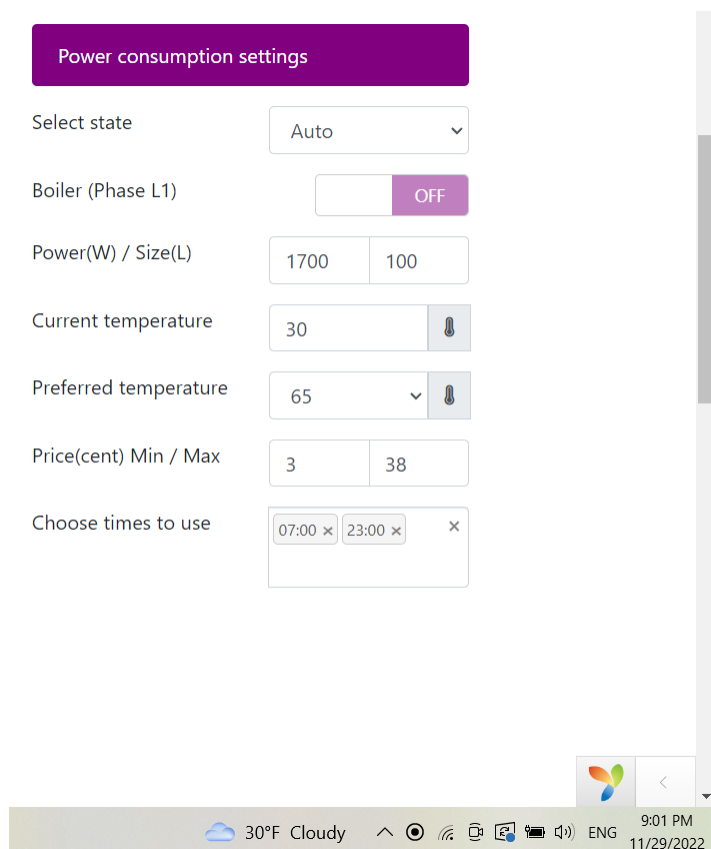 Power consumption settings
Select state
Auto
Boiler (Phase L1)
OFF
Power(W) / Size(L)
1700
100
Current temperature
30
Preferred temperature
65
Price(cent) Min / Max
3
38
Choose times to use
07:00 ×
23:00 ×
×
30°F Cloudy
ENG
9:01 PM
11/29/2022